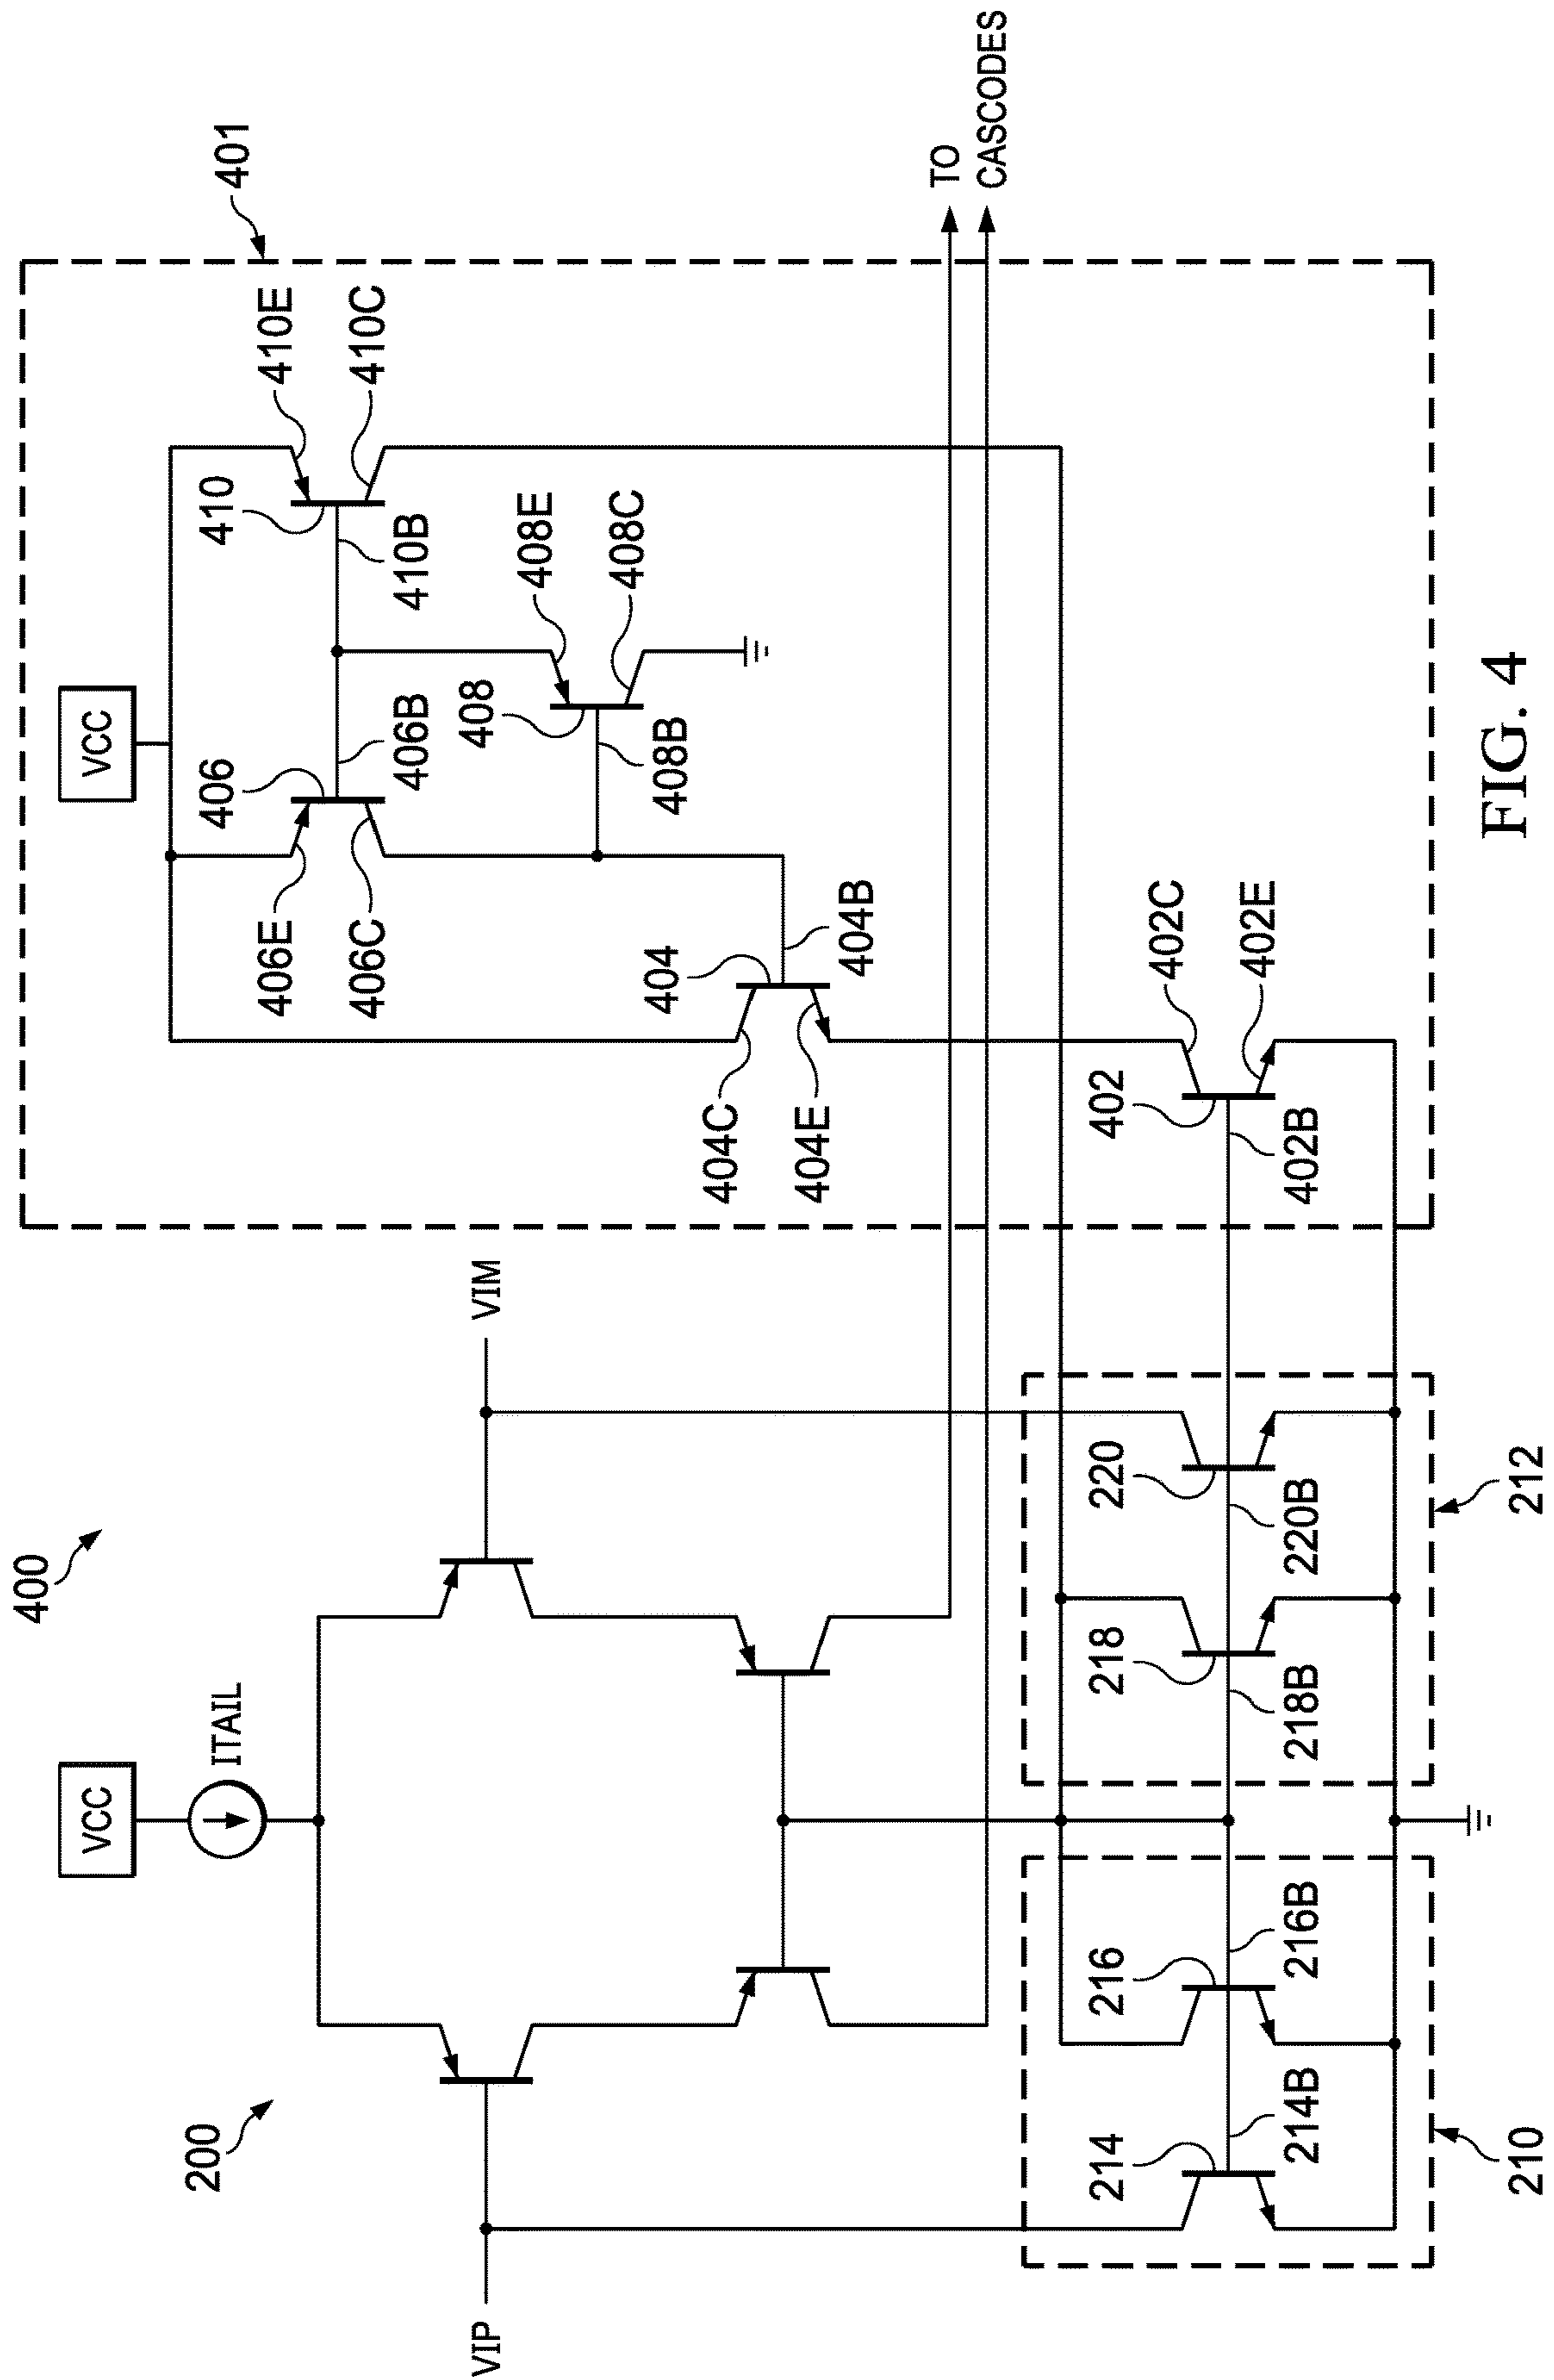 400
401
200
VCC
ITAIL
VCC
VIP
VIM
406
406E
406C
406B
410
410E
410C
410B
408
408E
408C
408B
404
404C
404E
404B
TO
CASCODES
402
402C
402E
402B
214
214B
216
216B
218
218B
220
220B
210
212
FIG. 4